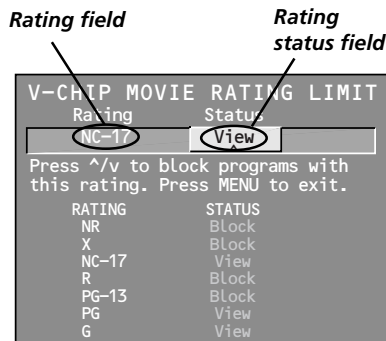 Rating field
Rating
status field
V-CHIP MOVIE RATING LIMIT
Rating Status
NC-17 View
Press ^/v to block programs with
this rating. Press MENU to exit.
RATING STATUS
NR Block
X Block
NC-17 View
R Block
PG-13 Block
PG View
G View